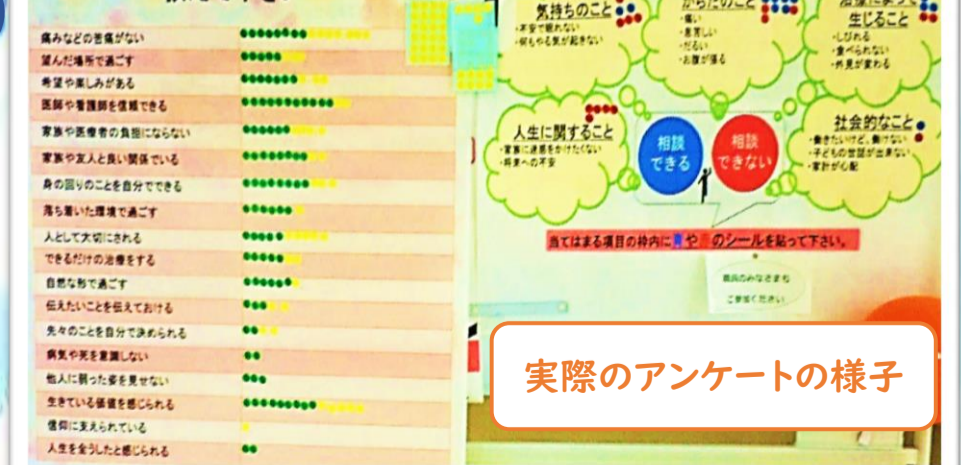 痛みなどの苦痛がない
望んだ場所で過ごす
希望や楽しみがある
医師や看護師を信頼できる
家族や医療者の負担にならない
家族や友人と良い関係でいる
身の回りのことを自分でできる
落ち着いた環境で過ごす
人として大切にされる
できるだけの治療をする
自然な形で過ごす
伝えたいことを伝えておける
先々のことを自分で決められる
病気や死を意識しない
他人に弱った姿を見せない
生きている価値を感じられる
信仰に支えられている
人生を全うしたと感じられる
気持ちのこと
・不安で眠れない
・何もやる気が起きない
からだのこと
・痛い
・息苦しい
・だるい
・お腹が張る
生じること
・しびれる
・食べられない
・外見が変わる
人生に関すること
・家族に迷惑をかけたくない
・将来への不安
相談
できる
相談
できない
社会的なこと
・働きたいけど、働けない
・子どもの世話が出来ない
・家計が心配
当てはまる項目の枠内に青や赤のシールを貼って下さい。
職員のみなさまも
ご参加ください
実際のアンケートの様子